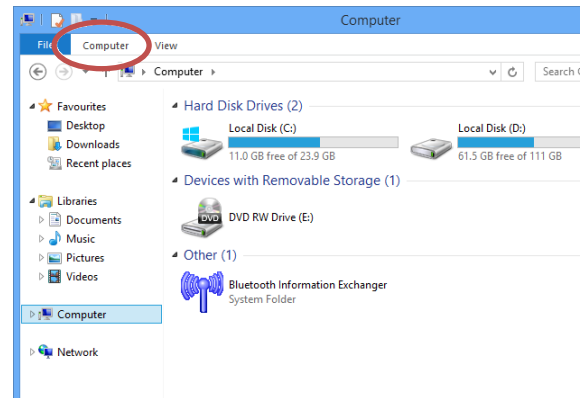 Computer
File Computer View
Computer
Search
Favourites
Desktop
Downloads
Recent places
Libraries
Documents
Music
Pictures
Videos
Computer
Network
Hard Disk Drives (2)
Local Disk (C:)
11.0 GB free of 23.9 GB
Local Disk (D:)
61.5 GB free of 111 GB
Devices with Removable Storage (1)
DVD
DVD RW Drive (E:)
Other (1)
Bluetooth Information Exchanger
System Folder